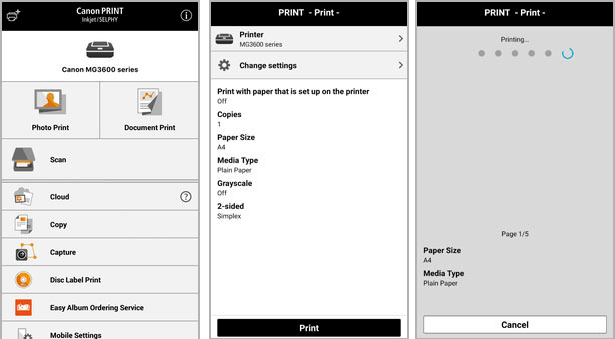 Canon PRINT
Inkjet/SELPHY
Canon MG3600 series
Photo Print
Document Print
Scan
Cloud
Copy
Capture
Disc Label Print
Easy Album Ordering Service
Mobile Settings
PRINT - Print -
Printer
MG3600 series
Change settings
Print with paper that is set up on the printer
Off
Copies
1
Paper Size
A4
Media Type
Plain Paper
Grayscale
Off
2-sided
Simplex
Print
PRINT - Print -
Printing...
Page 1/5
Paper Size
A4
Media Type
Plain Paper
Cancel